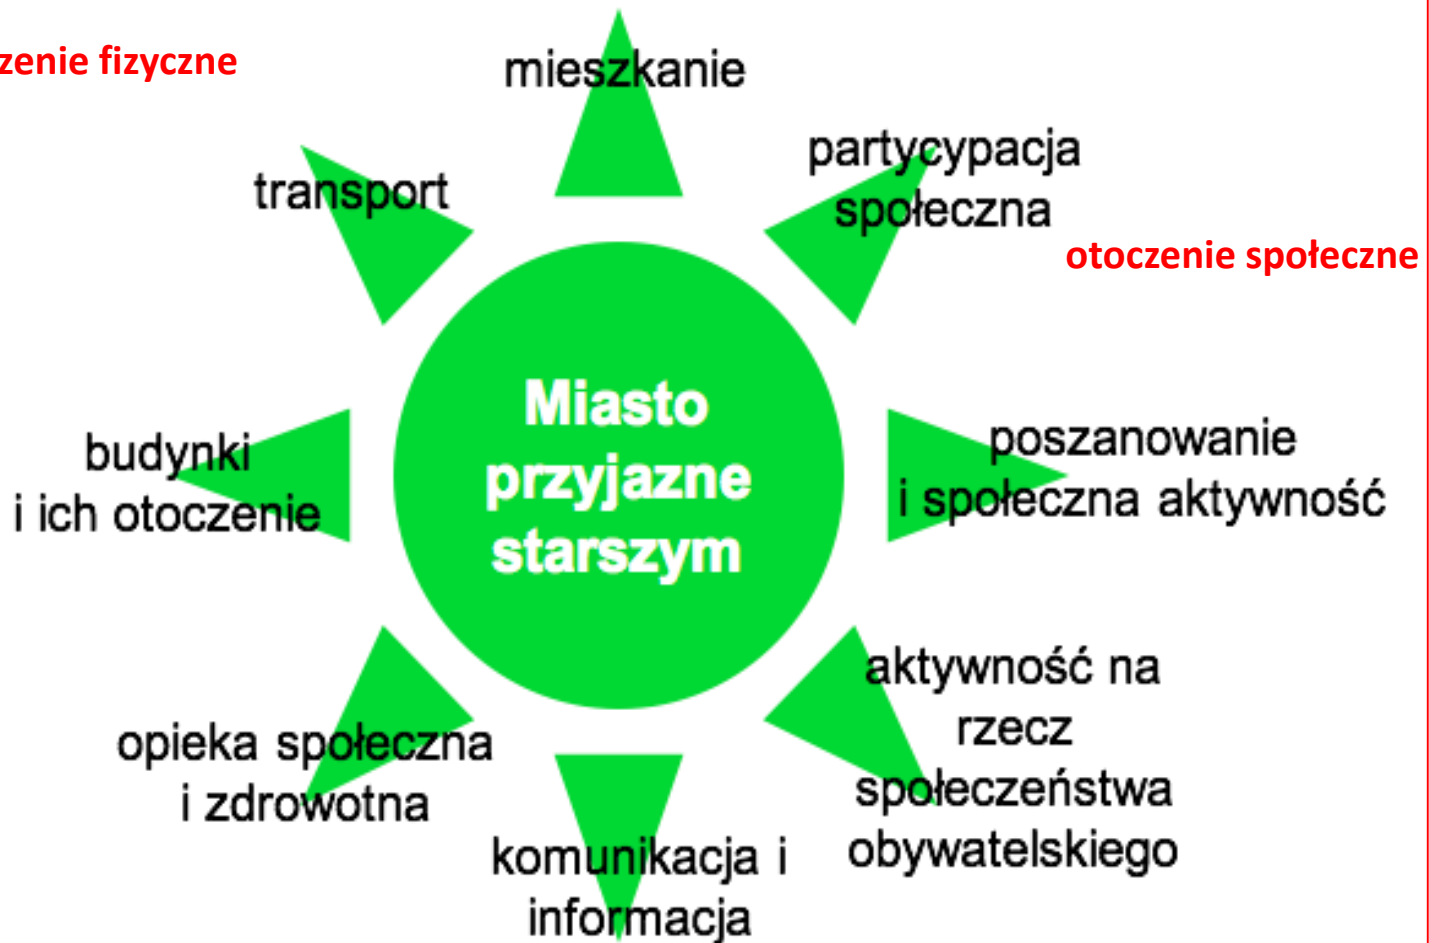 zenie fizyczne
mieszkanie
partycypacja
społeczna
transport
otoczenie społeczne
Miasto
przyjazne
starszym
budynki
i ich otoczenie
poszanowanie
i społeczna aktywność
aktywność na
rzecz
społeczeństwa
obywatelskiego
opieka społeczna
i zdrowotna
komunikacja i
informacja